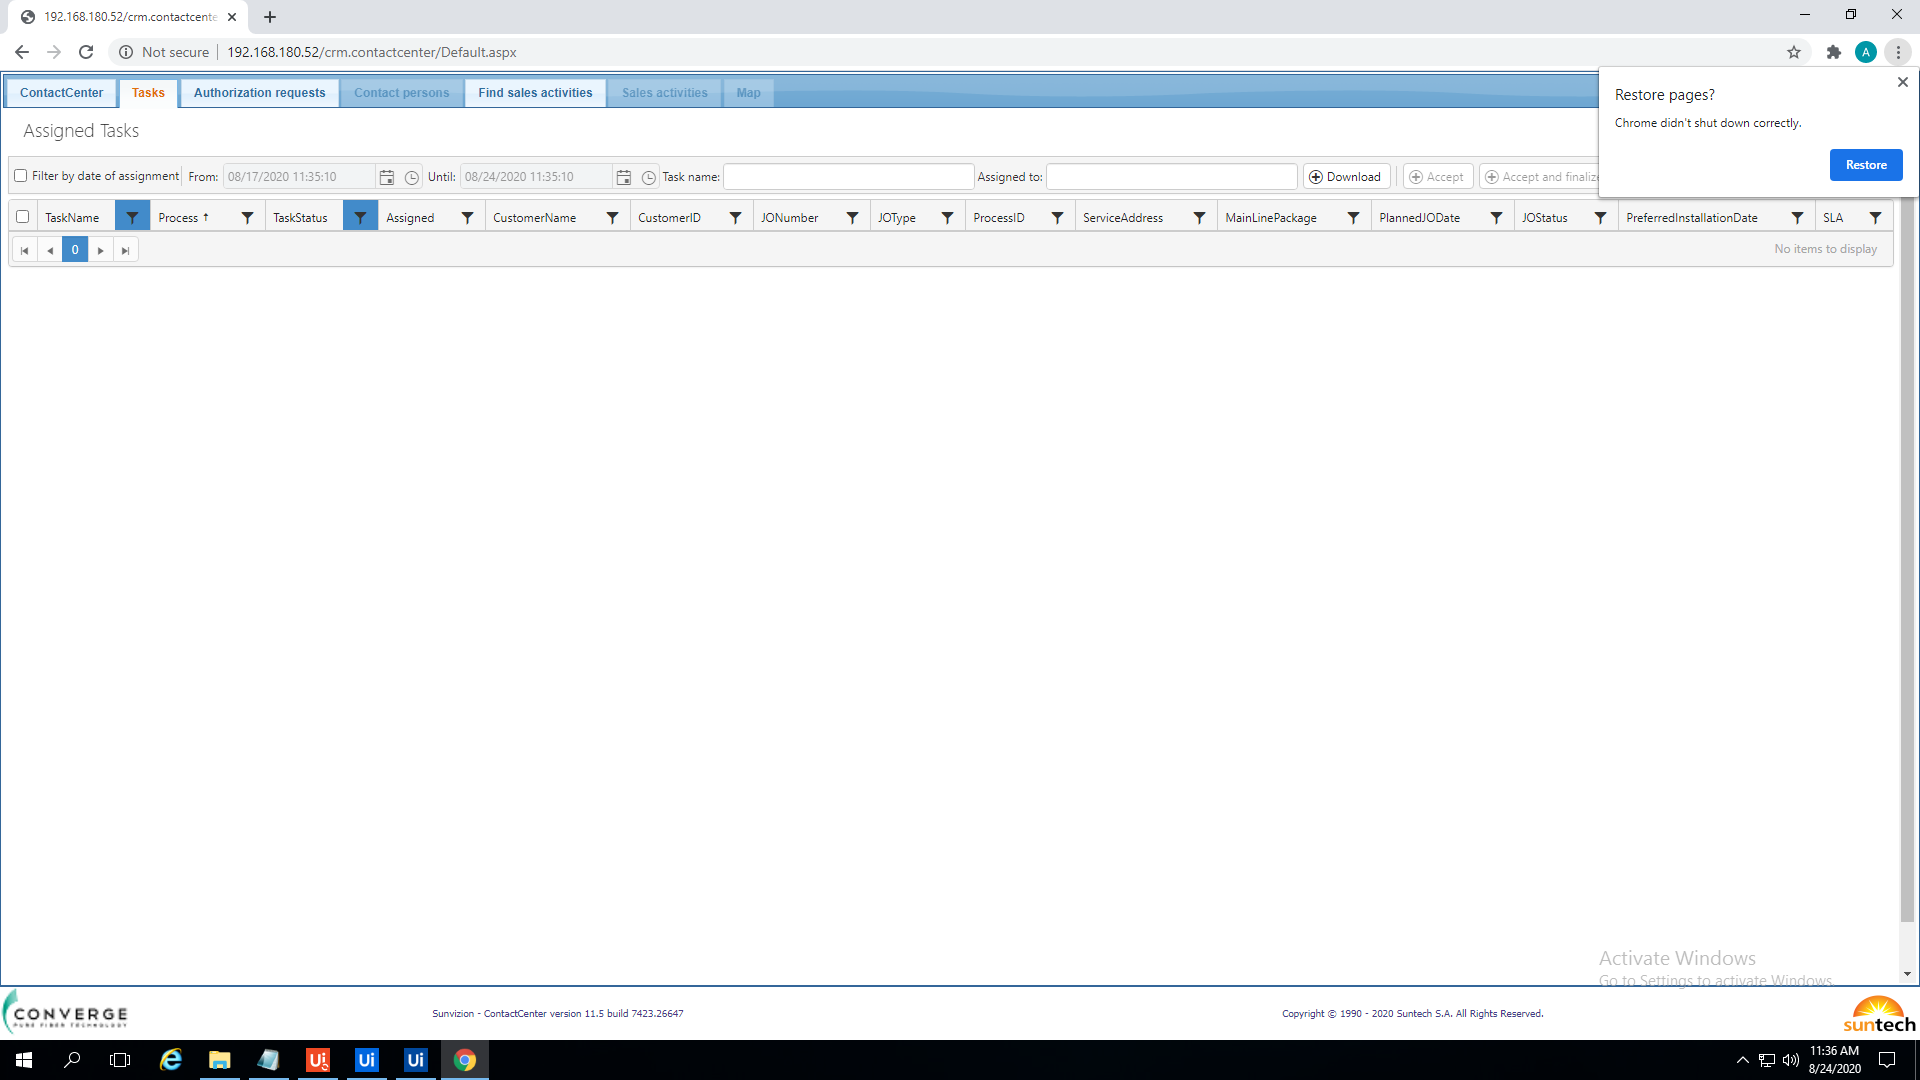 192.168.180.52/crm.contactcente
Not secure
192.168.180.52/crm.contactcenter/Default.aspx
A
ContactCenter
Tasks
Authorization requests
Contact persons
Find sales activities
Sales activities
Map
Restore pages?
Chrome didn't shut down correctly.
Restore
Assigned Tasks
Filter by date of assignment
From:
08/17/2020 11:35:10
Until:
08/24/2020 11:35:10
Task name:
Assigned to:
Download
Accept
Accept and finalize
TaskName
Process
TaskStatus
Assigned
CustomerName
CustomerID
JONumber
JOType
ProcessID
ServiceAddress
MainLinePackage
PlannedJODate
JOStatus
PreferredInstallationDate
SLA
0
No items to display
Activate Windows
Go to Settings to activate Windows.
CONVERGE
PURE FIBER TECHNOLOGY
Sunvizion - ContactCenter version 11.5 build 7423.26647
Copyright © 1990 - 2020 Suntech S.A. All Rights Reserved.
suntech
Ui
Ui
Ui
11:36 AM
8/24/2020